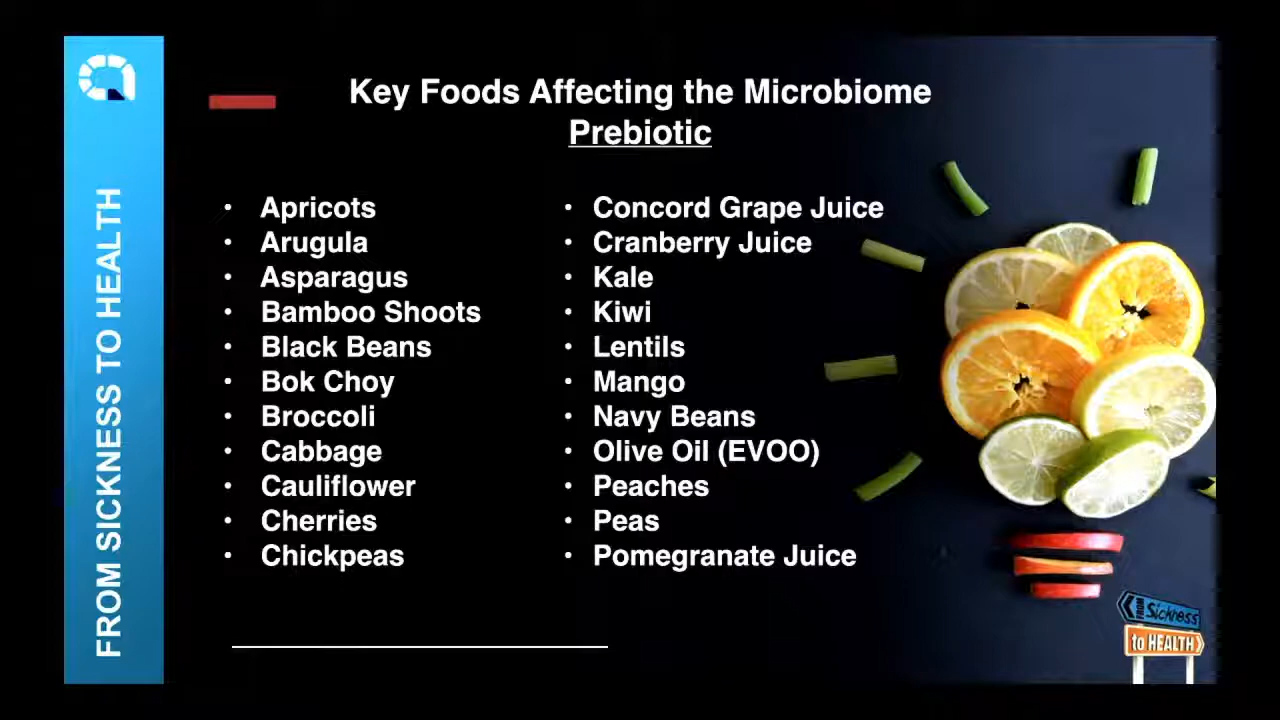 Key Foods Affecting the Microbiome
Prebiotic
• Apricots
• Arugula
• Asparagus
• Bamboo Shoots
• Black Beans
• Bok Choy
• Broccoli
• Cabbage
• Cauliflower
• Cherries
• Chickpeas
• Concord Grape Juice
• Cranberry Juice
• Kale
• Kiwi
• Lentils
• Mango
• Navy Beans
• Olive Oil (EVOO)
• Peaches
• Peas
• Pomegranate Juice
FROM SICKNESS TO HEALTH
FROM Sickness
to HEALTH